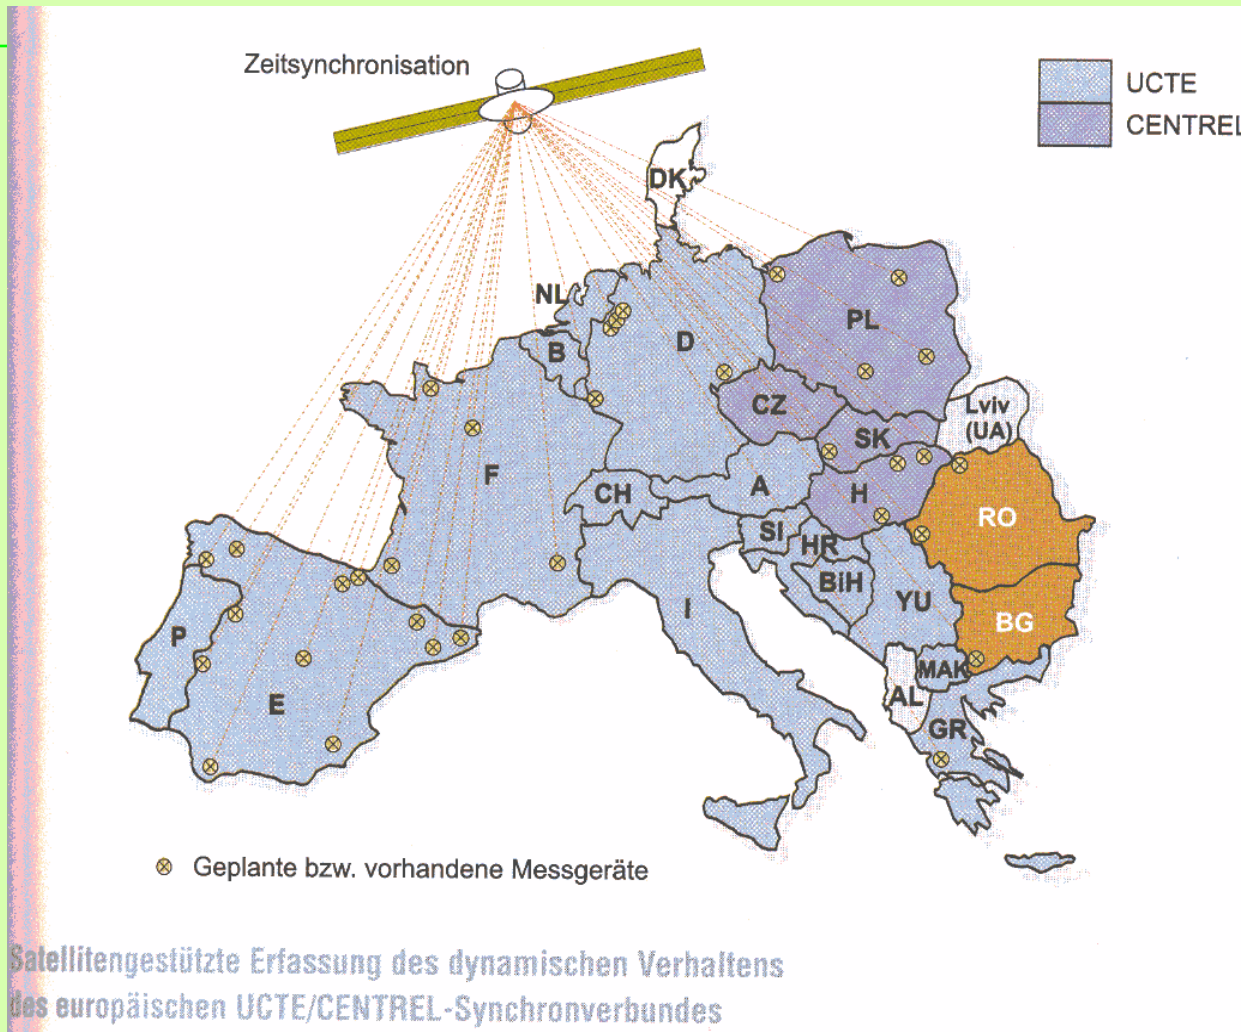 Zeitsynchronisation
UCTE
CENTREL
DK
NL
PL
D
B
Lviv
(UA)
CZ
SK
F
CH
A
H
RO
SI
HR
BiH
YU
I
BG
P
MAK
AL
E
GR
Geplante bzw. vorhandene Messgeräte
Satellitengestützte Erfassung des dynamischen Verhaltens
des europäischen UCTE/CENTREL-Synchronverbundes